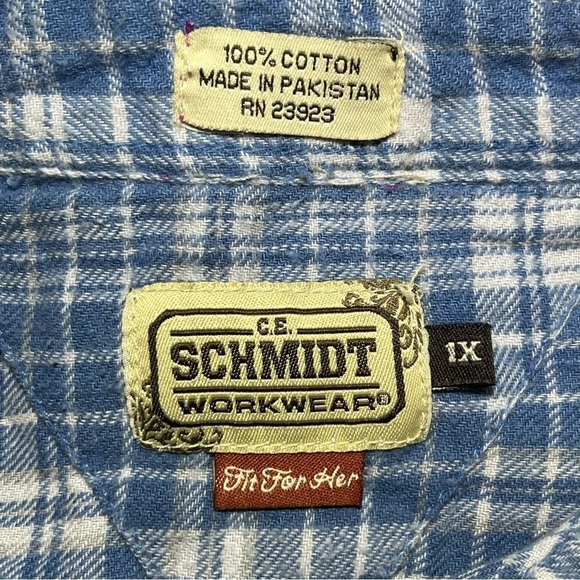 100% COTTON
MADE IN PAKISTAN
RN 23923
C.E.
SCHMIDT
WORKWEAR®
1X
Fit For Her